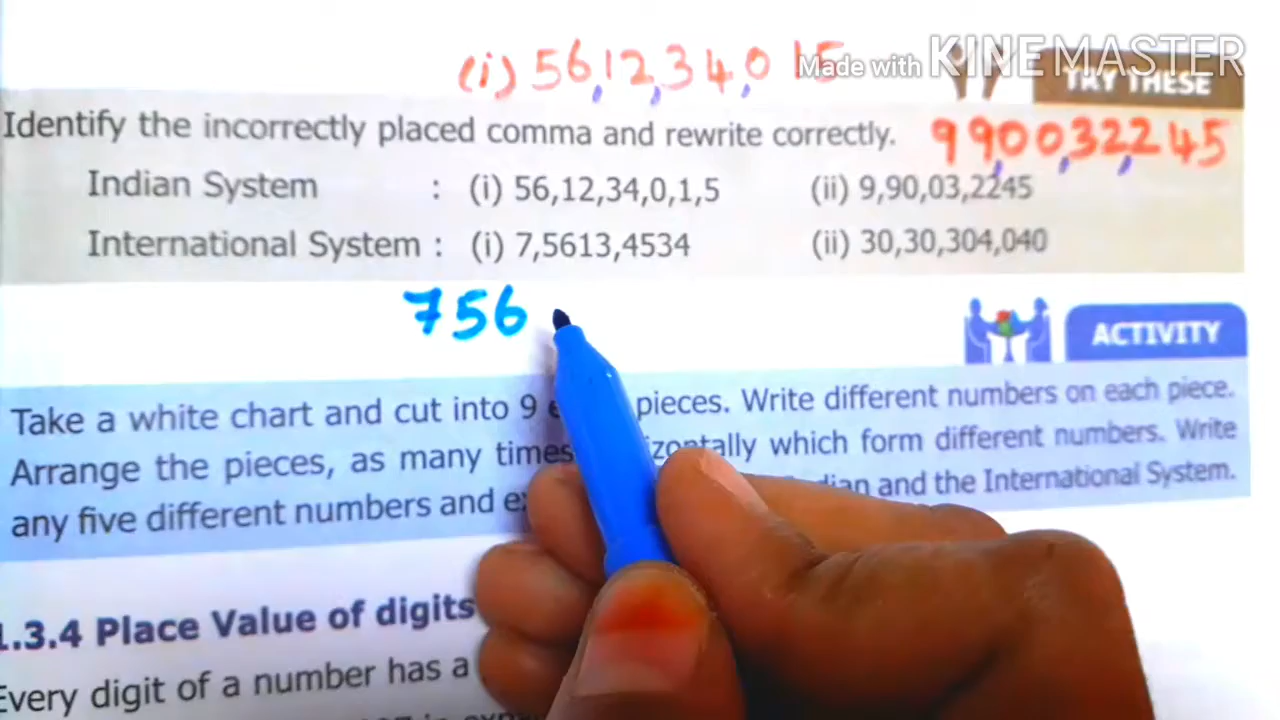 (i) 56,12,34,0 15
Made with KINEMASTER
TRY THESE
Identify the incorrectly placed comma and rewrite correctly.
99,00,32,245
Indian System : (i) 56,12,34,0,1,5 (ii) 9,90,03,2245
International System : (i) 7,5613,4534 (ii) 30,30,304,040
756
ACTIVITY
Take a white chart and cut into 9 pieces. Write different numbers on each piece.
Arrange the pieces, as many times which form different numbers. Write
any five different numbers and and the International System.
1.3.4 Place Value of digits
Every digit of a number has a